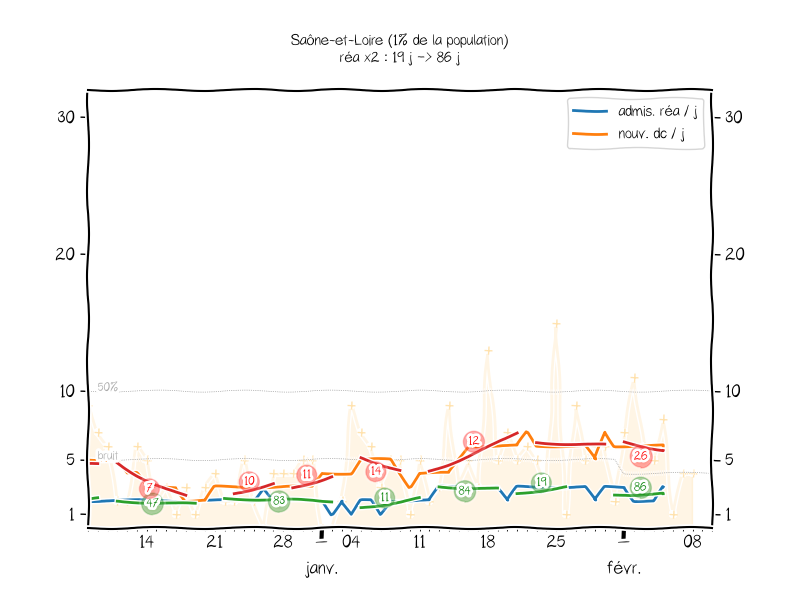 Saône-et-Loire (1% de la population)
réa x2 : 19 j -> 86 j
admis. réa / j
nouv. dc / j
30 30
20 20
50%
10 10
12
bruit
5 5
7 10 11 14 26
47 83 11 84 19 86
1 1
14 21 28 04 11 18 25 08
janv. févr.